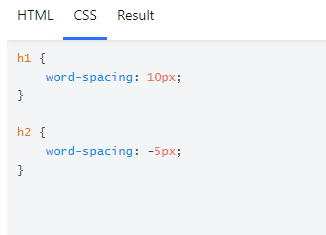 HTML CSS Result
h1 {
    word-spacing: 10px;
}
h2 {
    word-spacing: -5px;
}